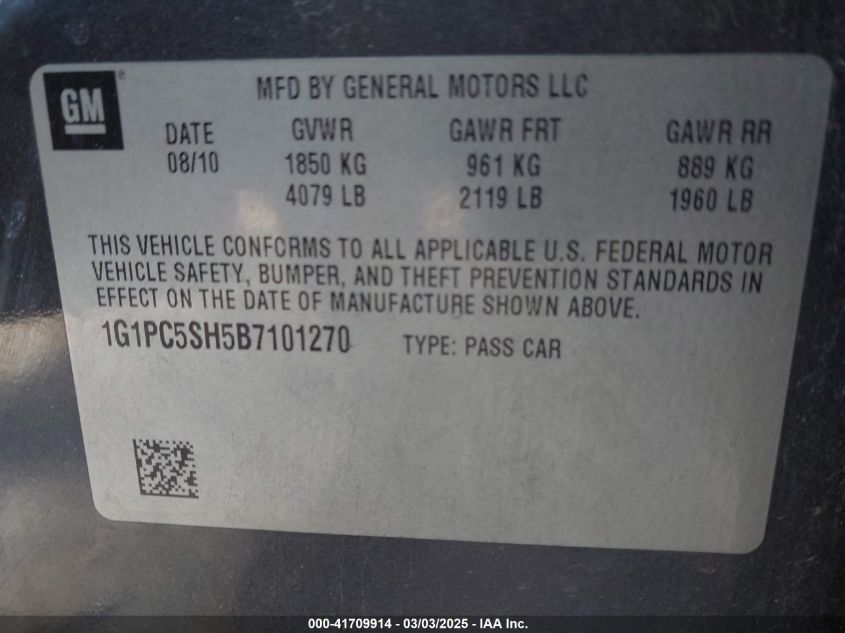 GM
MFD BY GENERAL MOTORS LLC
DATE GVWR GAWR FRT GAWR RR
08/10 1850 KG 961 KG 889 KG
4079 LB 2119 LB 1960 LB
THIS VEHICLE CONFORMS TO ALL APPLICABLE U.S. FEDERAL MOTOR
VEHICLE SAFETY, BUMPER, AND THEFT PREVENTION STANDARDS IN
EFFECT ON THE DATE OF MANUFACTURE SHOWN ABOVE.
1G1PC5SH5B7101270 TYPE: PASS CAR
000-41709914 - 03/03/2025 - IAA Inc.